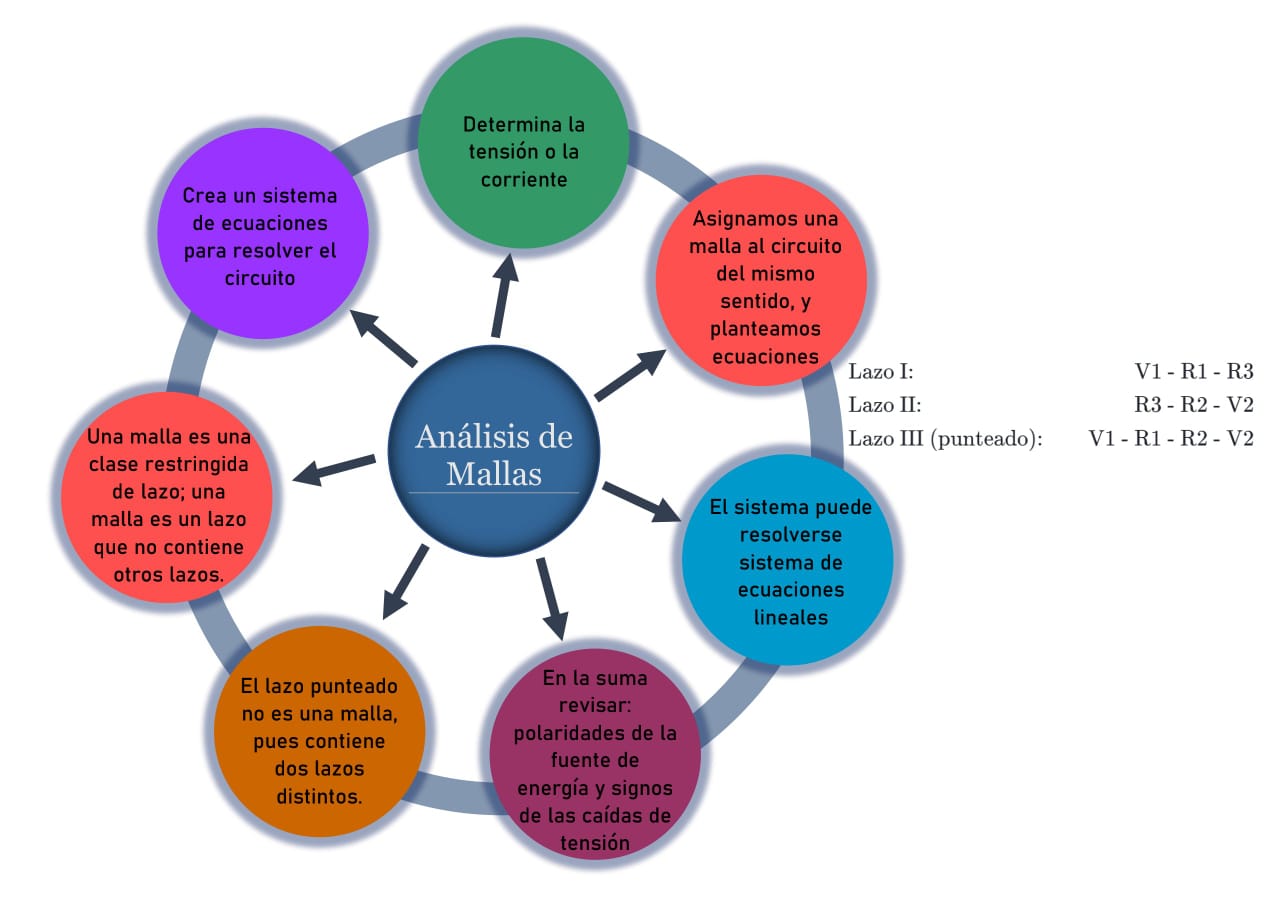 Determina la
tensión o la
corriente
Crea un sistema
de ecuaciones
para resolver el
circuito
Asignamos una
malla al circuito
del mismo
sentido, y
planteamos
ecuaciones
Lazo I: V1 - R1 - R3
Lazo II: R3 - R2 - V2
Lazo III (punteado): V1 - R1 - R2 - V2
Análisis de
Mallas
Una malla es una
clase restringida
de lazo; una
malla es un lazo
que no contiene
otros lazos.
El sistema puede
resolverse
sistema de
ecuaciones
lineales
El lazo punteado
no es una malla,
pues contiene
dos lazos
distintos.
En la suma
revisar:
polaridades de la
fuente de
energía y signos
de las caídas de
tensión